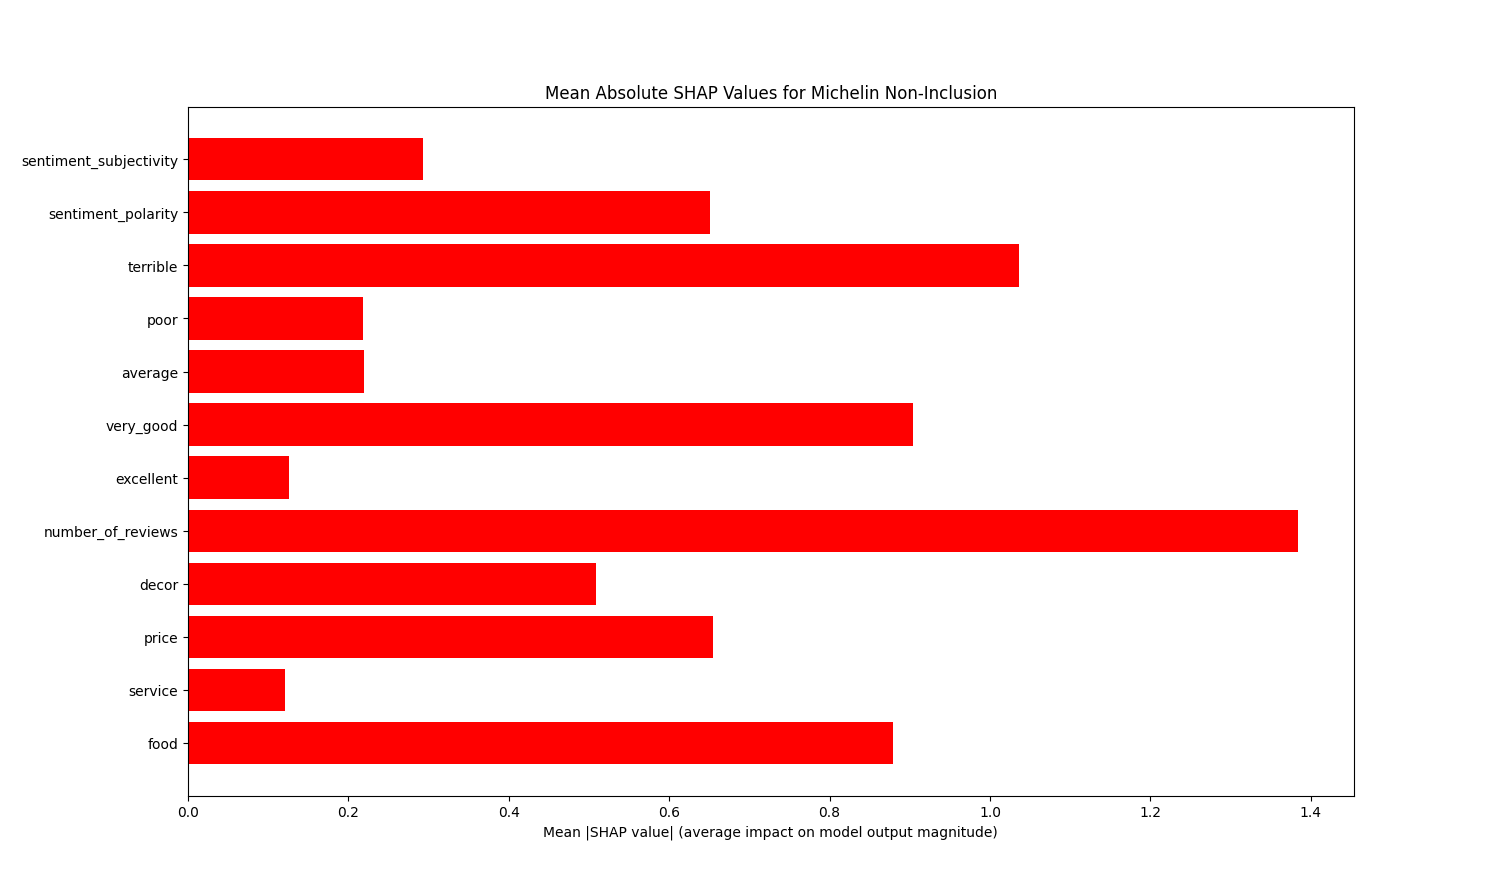 Mean Absolute SHAP Values for Michelin Non-Inclusion
sentiment_subjectivity
sentiment_polarity
terrible
poor
average
very_good
excellent
number_of_reviews
decor
price
service
food
0.0 0.2 0.4 0.6 0.8 1.0 1.2 1.4
Mean |SHAP value| (average impact on model output magnitude)